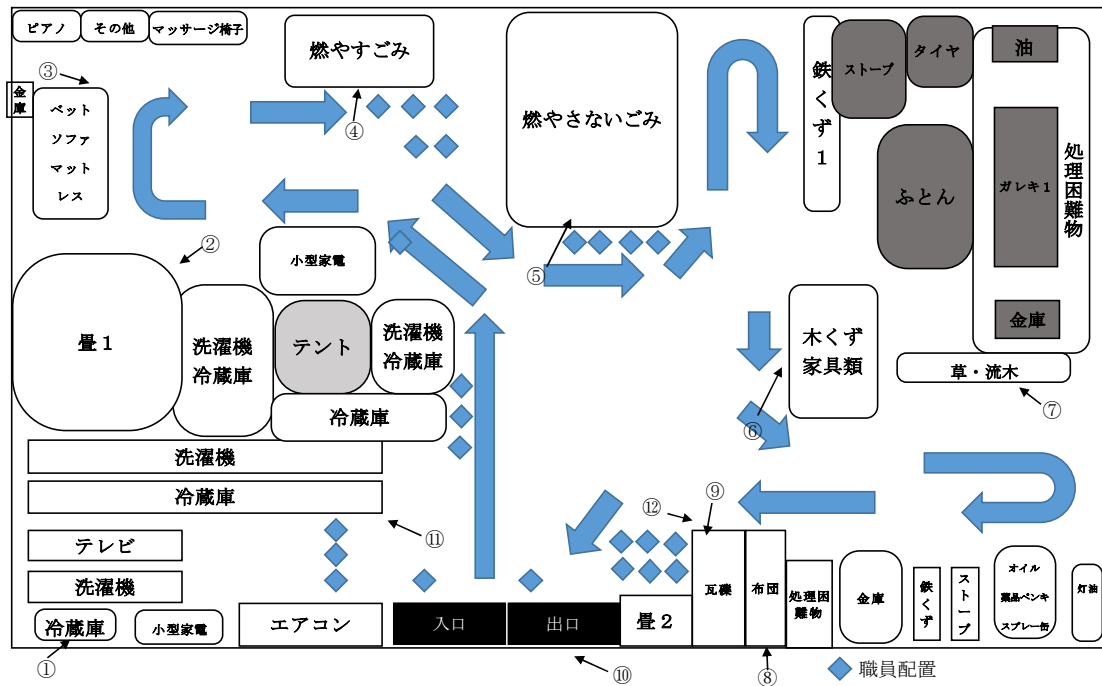 ピアノ
その他
マッサージ椅子
燃やすごみ
燃やさないごみ
鉄くず1
ストーブ
タイヤ
油
③
金庫
ベット
ソファ
マット
レス
④
ふとん
ガレキ1
処理困難物
②
小型家電
⑤
畳1
洗濯機
冷蔵庫
テント
洗濯機
冷蔵庫
木くず
家具類
金庫
草・流木
⑦
冷蔵庫
⑥
洗濯機
冷蔵庫
⑪
⑫
⑨
テレビ
洗濯機
冷蔵庫
小型家電
エアコン
入口
出口
畳2
瓦礫
布団
処理困
難物
金庫
鉄くず
ストーブ
オイル
薬品ペンキ
スプレー缶
灯油
①
⑩
⑧
職員配置